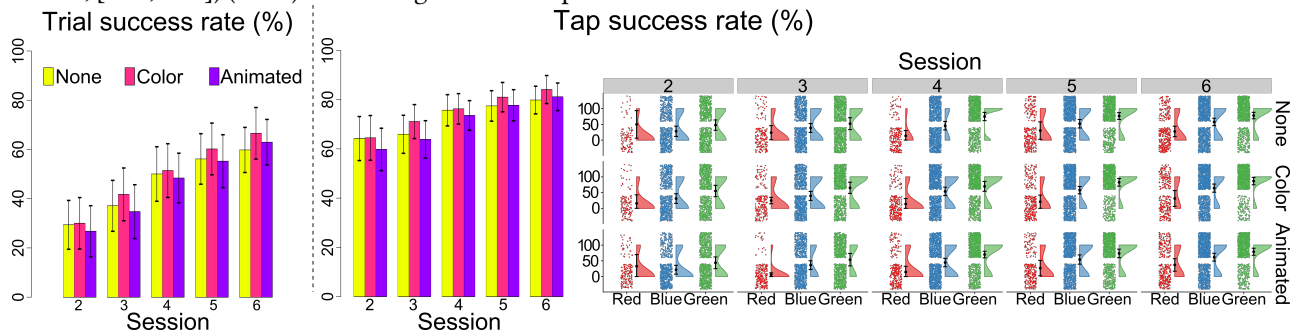 Trial success rate (%)
100
80
60
40
20
0
None Color Animated
2 3 4 5 6
Session
Tap success rate (%)
100
80
60
40
20
0
2 3 4 5 6
Session
Session
2 3 4 5 6
100
50
0
None
100
50
0
Color
100
50
0
Animated
Red Blue Green Red Blue Green Red Blue Green Red Blue Green Red Blue Green